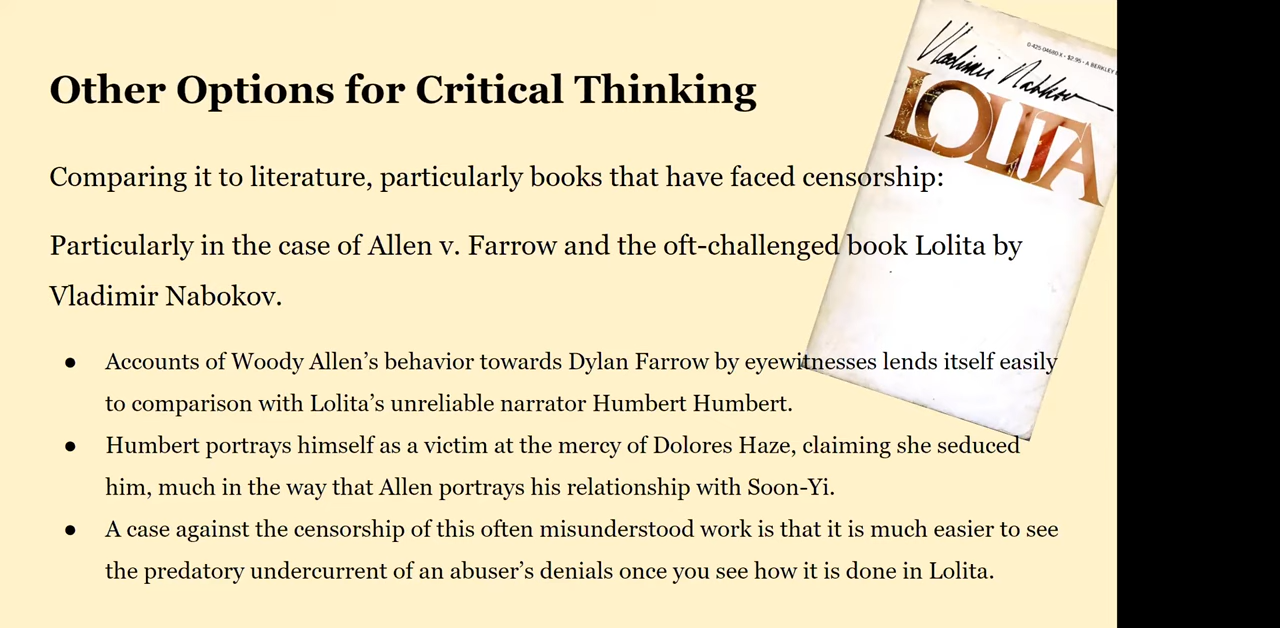 Vladimir Nabokov
0-425-04680-X • $2.95 • A BERKLEY
LOLITA
Other Options for Critical Thinking
Comparing it to literature, particularly books that have faced censorship:
Particularly in the case of Allen v. Farrow and the oft-challenged book Lolita by
Vladimir Nabokov.
● Accounts of Woody Allen’s behavior towards Dylan Farrow by eyewitnesses lends itself easily
to comparison with Lolita’s unreliable narrator Humbert Humbert.
● Humbert portrays himself as a victim at the mercy of Dolores Haze, claiming she seduced
him, much in the way that Allen portrays his relationship with Soon-Yi.
● A case against the censorship of this often misunderstood work is that it is much easier to see
the predatory undercurrent of an abuser’s denials once you see how it is done in Lolita.